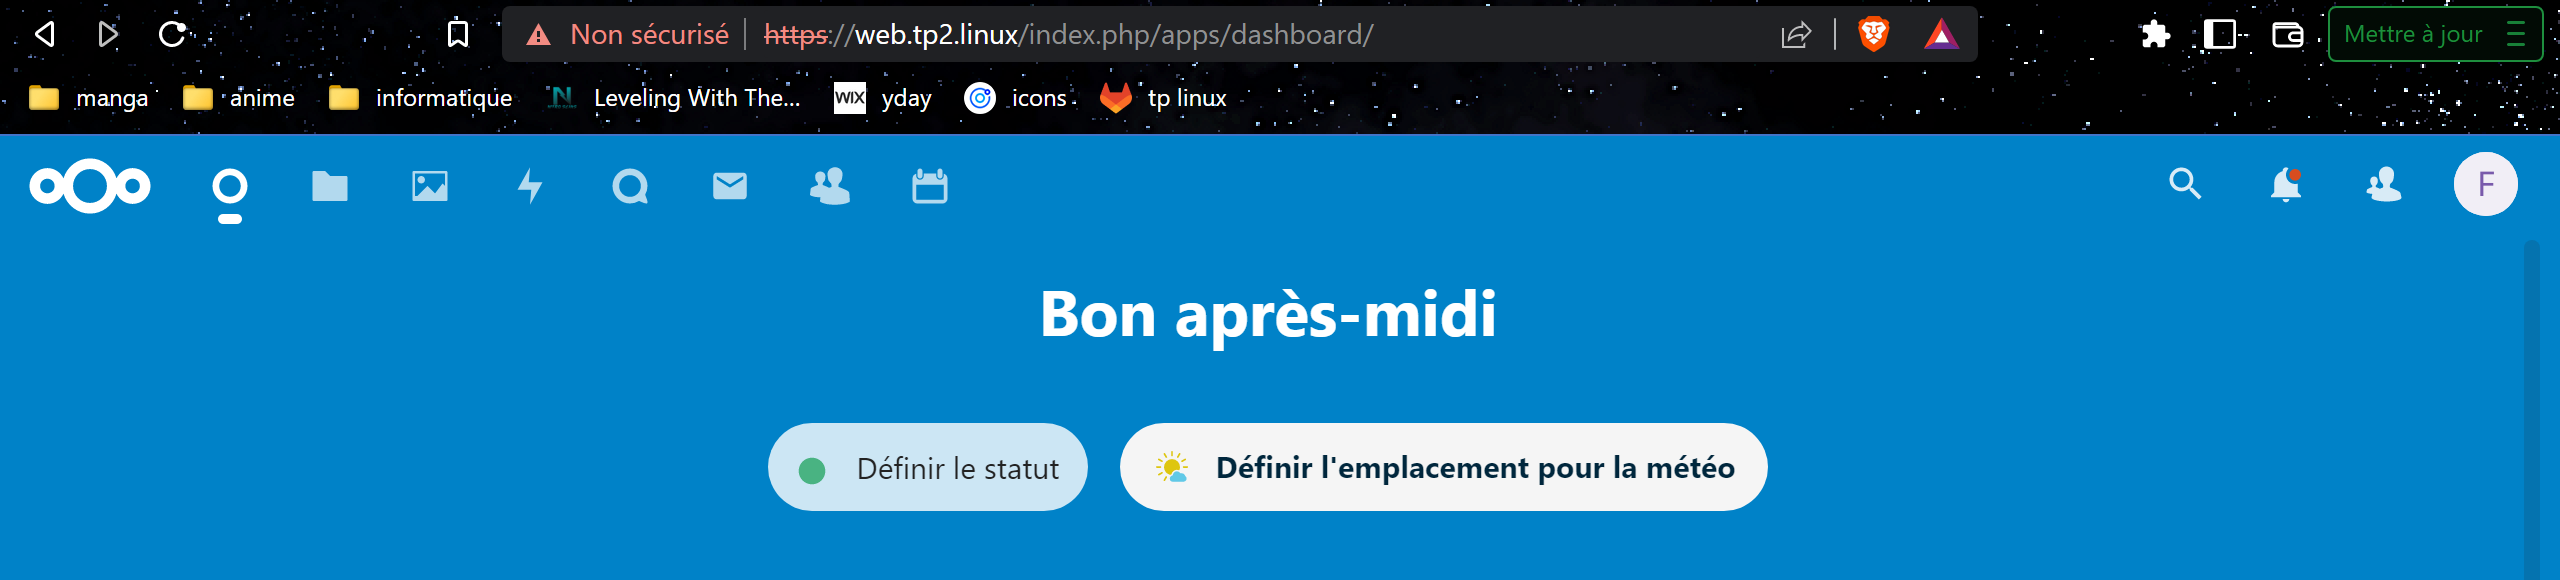 Non sécurisé https://web.tp2.linux/index.php/apps/dashboard/ Mettre à jour
manga anime informatique N Leveling With The... WIX yday icons tp linux
F
Bon après-midi
Définir le statut Définir l'emplacement pour la météo